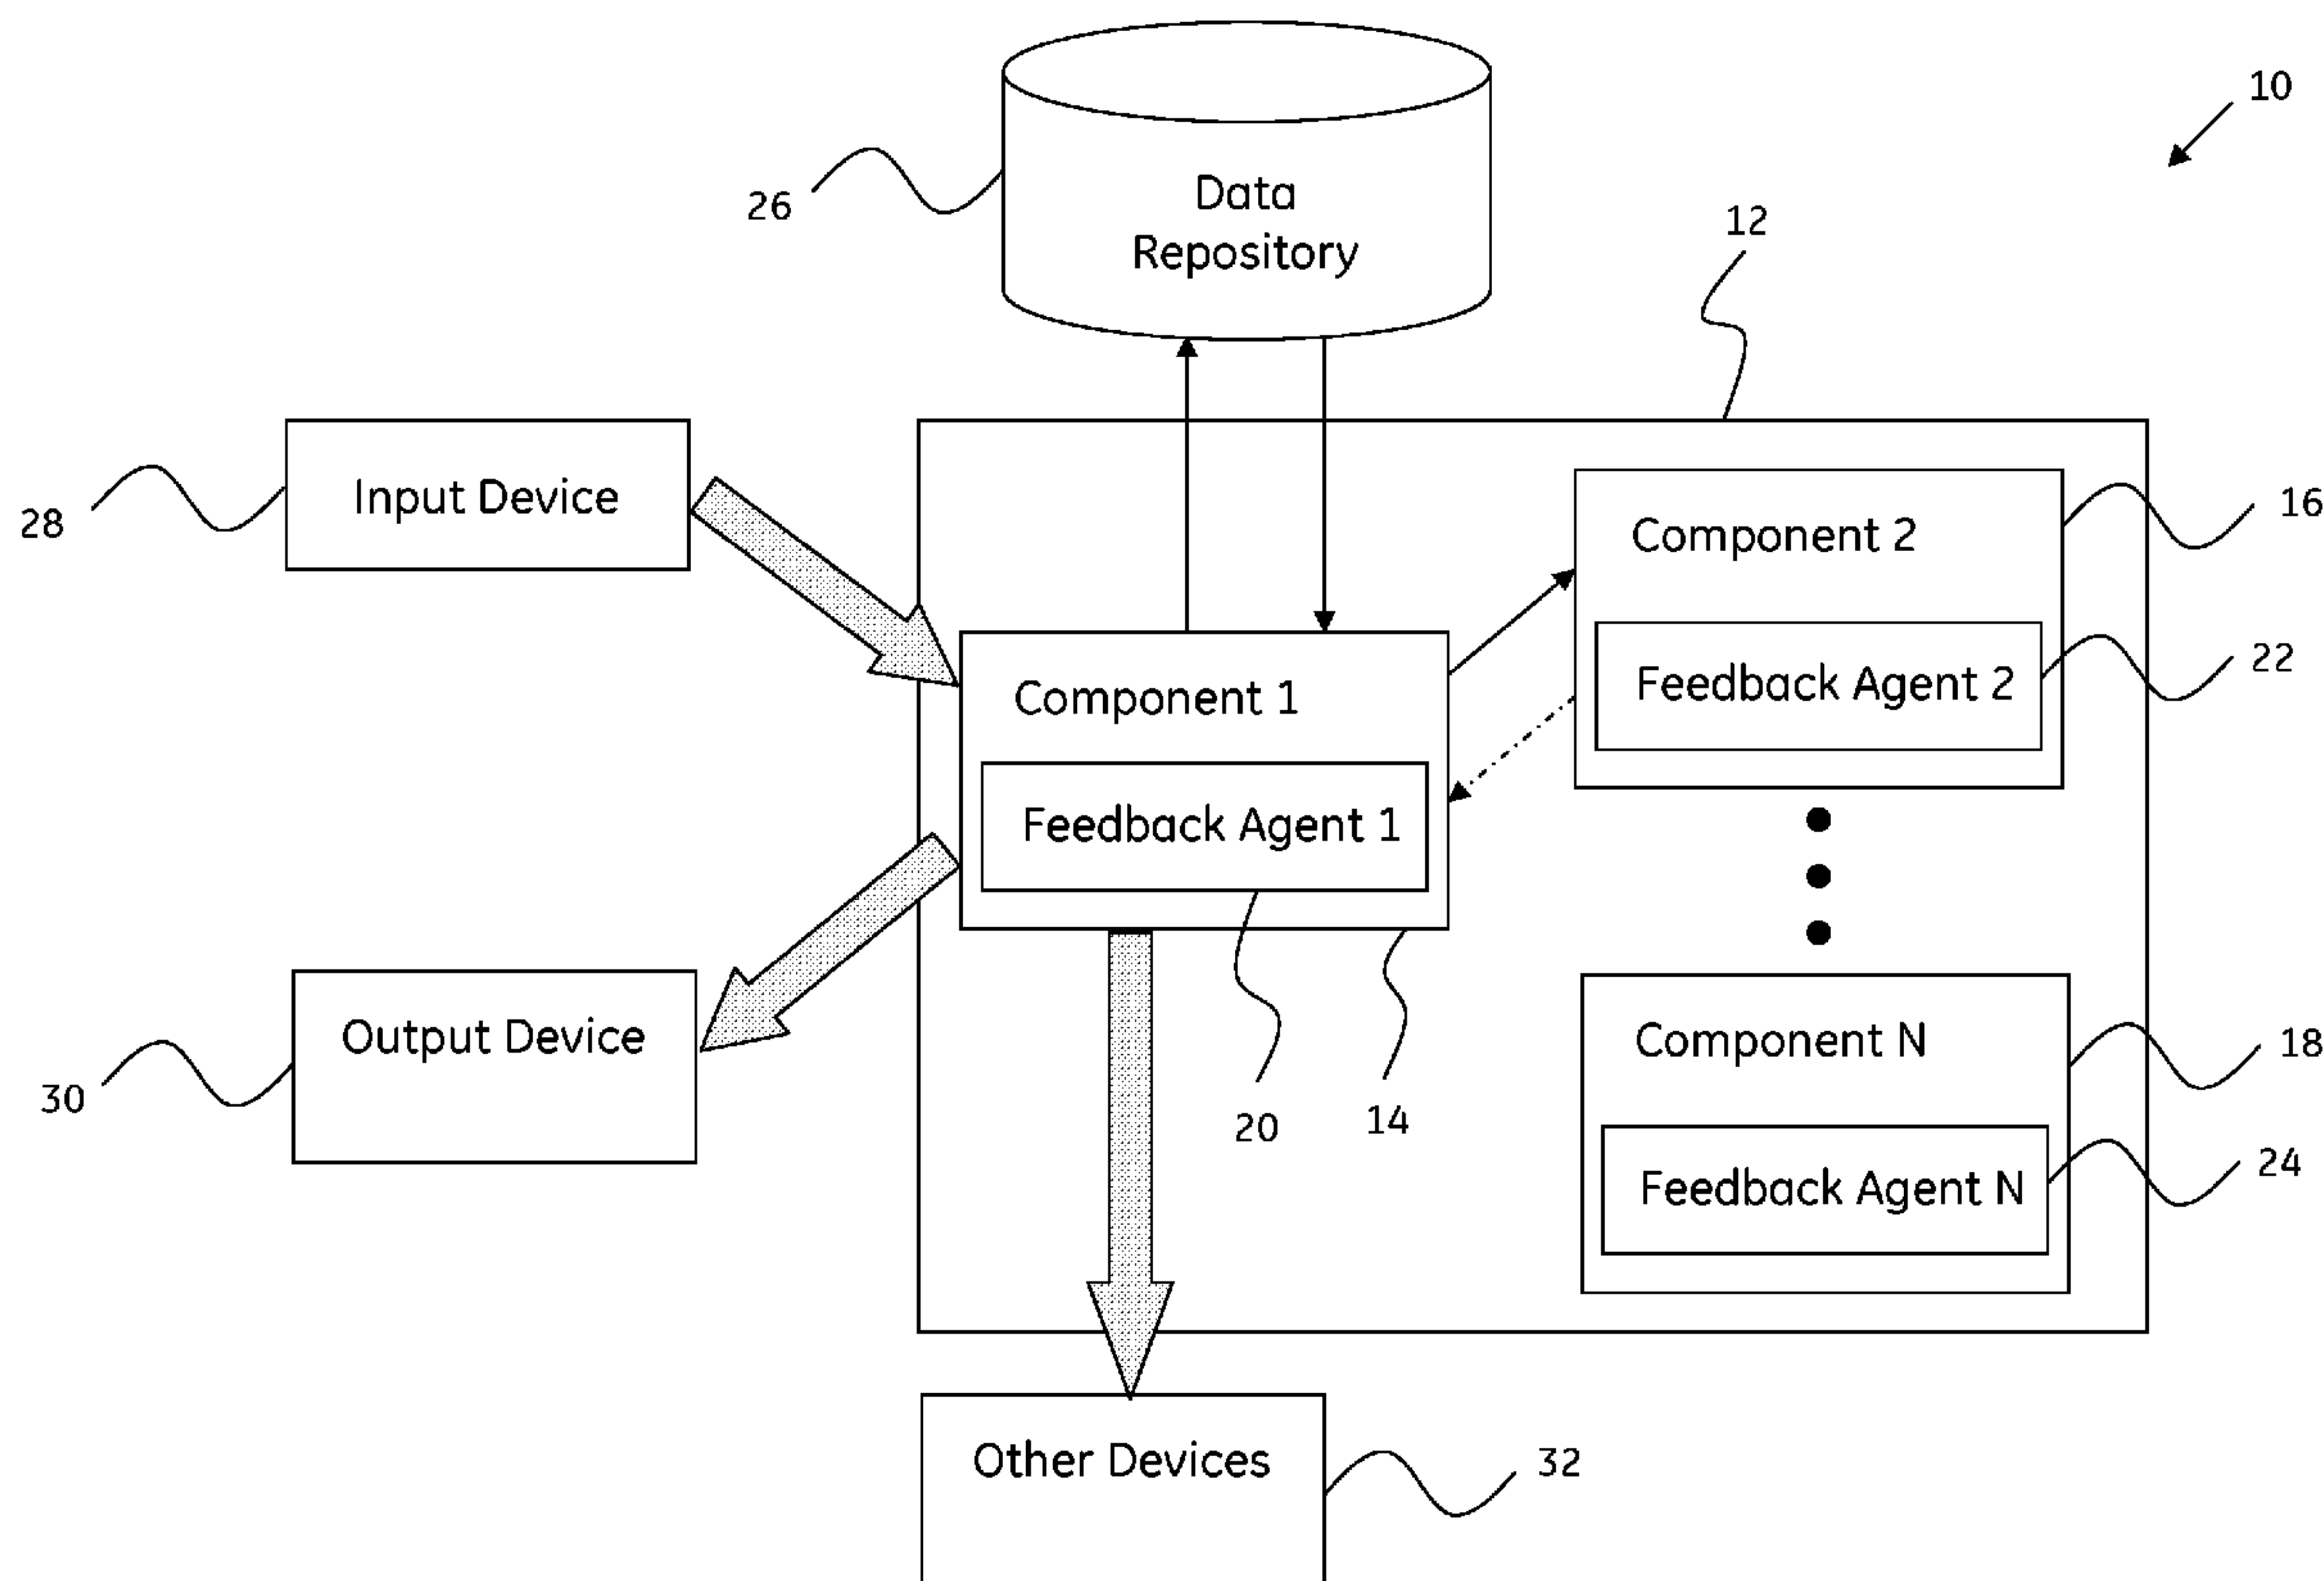 10
Data
Repository
26
12
Input Device
28
Component 2
16
Feedback Agent 2
22
Component 1
Feedback Agent 1
Output Device
30
Component N
18
20
14
Feedback Agent N
24
Other Devices
32